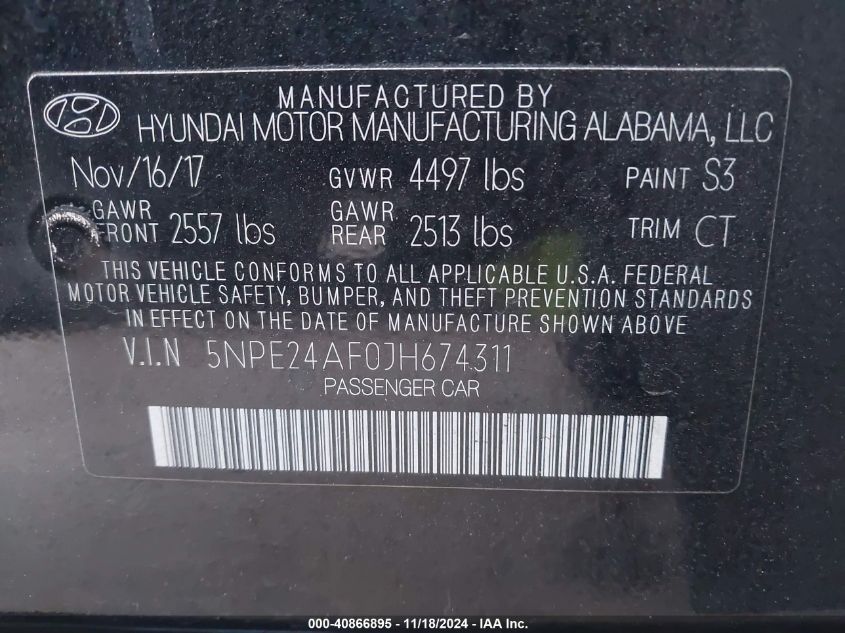 MANUFACTURED BY
HYUNDAI MOTOR MANUFACTURING ALABAMA, LLC
Nov/16/17 GVWR 4497 lbs PAINT S3
GAWR FRONT 2557 lbs GAWR REAR 2513 lbs TRIM CT
THIS VEHICLE CONFORMS TO ALL APPLICABLE U.S.A. FEDERAL
MOTOR VEHICLE SAFETY, BUMPER, AND THEFT PREVENTION STANDARDS
IN EFFECT ON THE DATE OF MANUFACTURE SHOWN ABOVE
V.I.N 5NPE24AF0JH674311
PASSENGER CAR
000-40866895 - 11/18/2024 - IAA Inc.